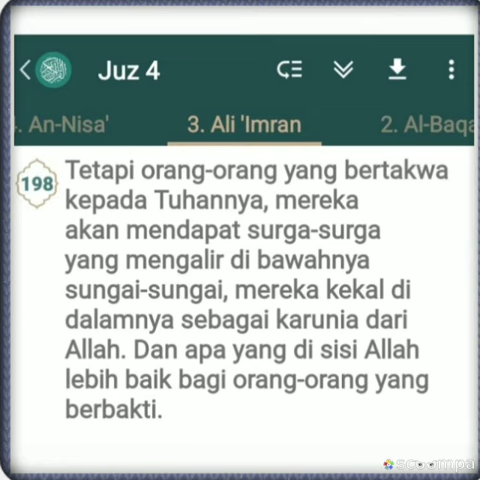 Juz 4
An-Nisa' 3. Ali 'Imran 2. Al-Baqa
198 Tetapi orang-orang yang bertakwa
kepada Tuhannya, mereka
akan mendapat surga-surga
yang mengalir di bawahnya
sungai-sungai, mereka kekal di
dalamnya sebagai karunia dari
Allah. Dan apa yang di sisi Allah
lebih baik bagi orang-orang yang
berbakti.
scoompa